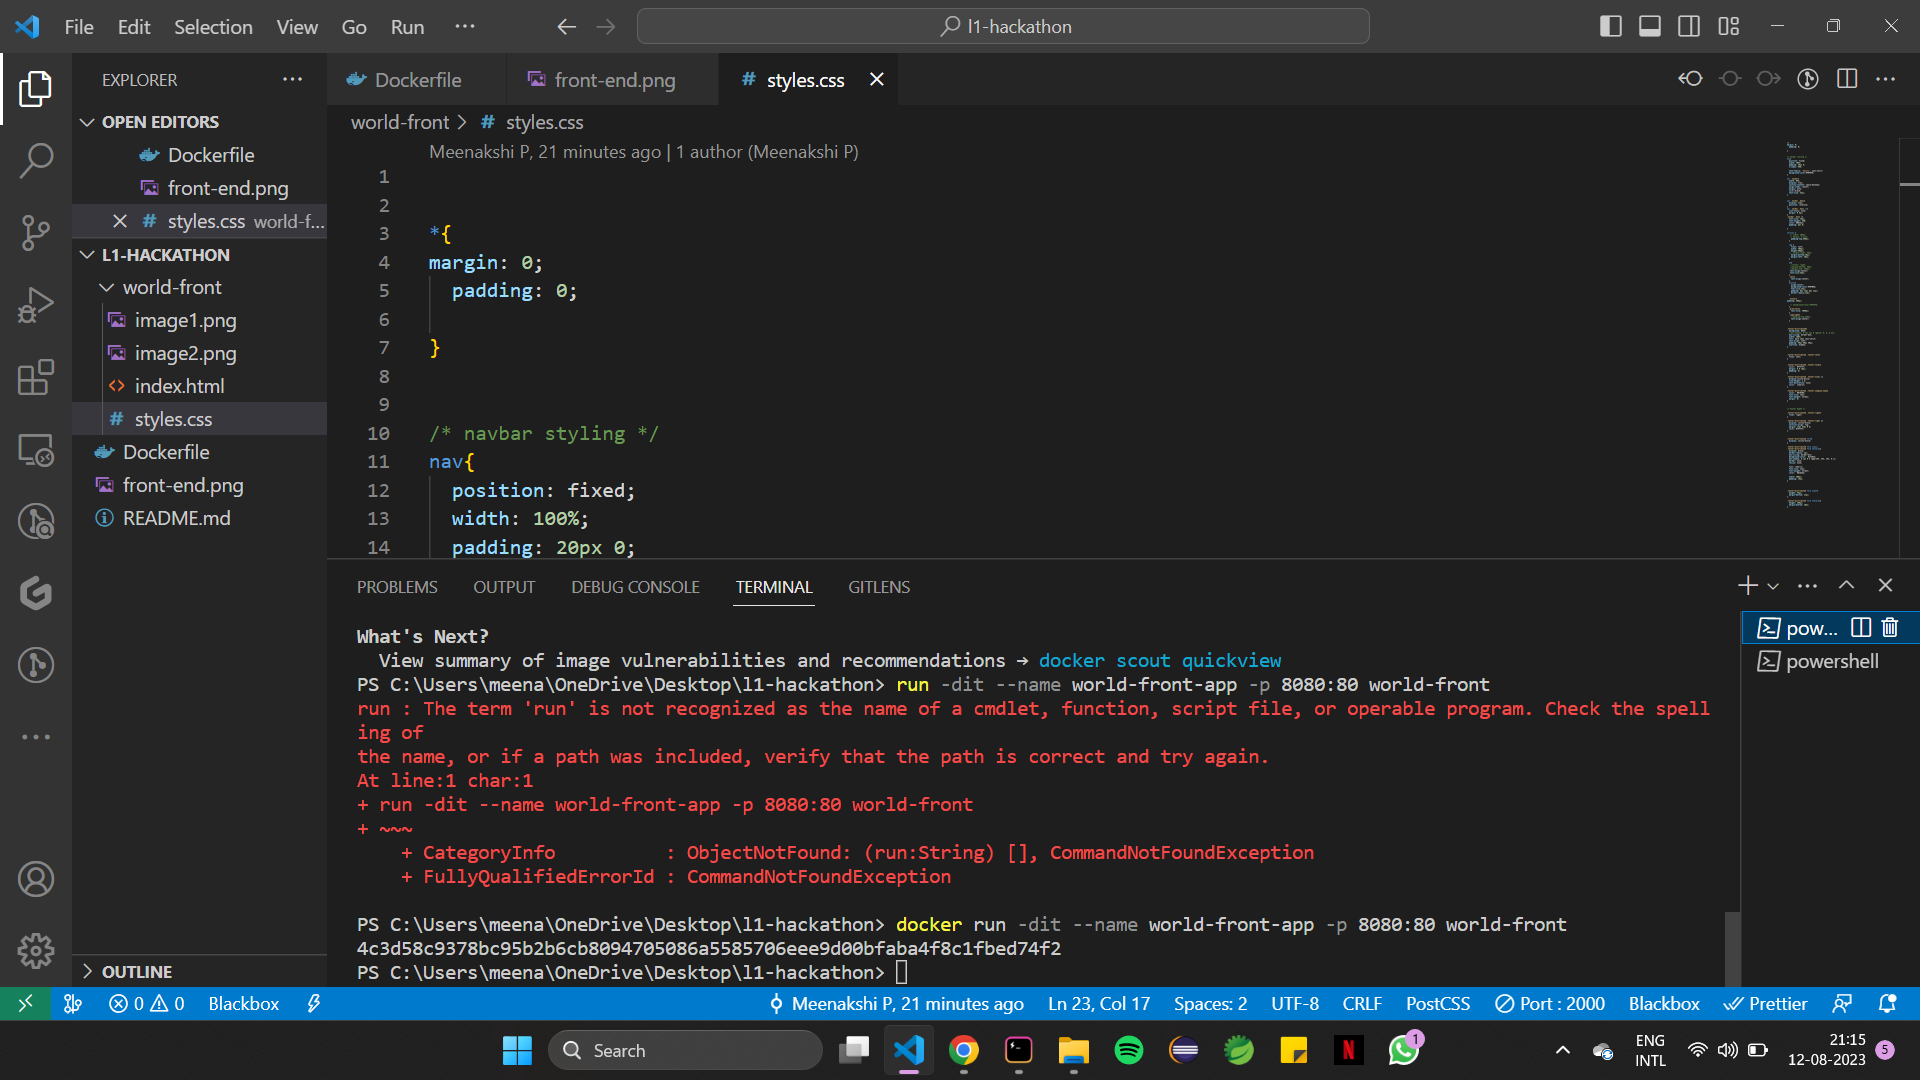 File Edit Selection View Go Run ···
l1-hackathon
EXPLORER
Dockerfile
front-end.png
# styles.css
OPEN EDITORS
Dockerfile
front-end.png
# styles.css world-f...
L1-HACKATHON
world-front
image1.png
image2.png
<> index.html
# styles.css
Dockerfile
front-end.png
README.md
OUTLINE
world-front > # styles.css
Meenakshi P, 21 minutes ago | 1 author (Meenakshi P)
1
2
3 *{
4 margin: 0;
5 padding: 0;
6
7 }
8
9
10 /* navbar styling */
11 nav{
12 position: fixed;
13 width: 100%;
14 padding: 20px 0;
PROBLEMS OUTPUT DEBUG CONSOLE TERMINAL GITLENS
What's Next?
View summary of image vulnerabilities and recommendations → docker scout quickview
PS C:\Users\meena\OneDrive\Desktop\l1-hackathon> run -dit --name world-front-app -p 8080:80 world-front
run : The term 'run' is not recognized as the name of a cmdlet, function, script file, or operable program. Check the spell
ing of
the name, or if a path was included, verify that the path is correct and try again.
At line:1 char:1
+ run -dit --name world-front-app -p 8080:80 world-front
+ ~~~
+ CategoryInfo : ObjectNotFound: (run:String) [], CommandNotFoundException
+ FullyQualifiedErrorId : CommandNotFoundException
PS C:\Users\meena\OneDrive\Desktop\l1-hackathon> docker run -dit --name world-front-app -p 8080:80 world-front
4c3d58c9378bc95b2b6cb8094705086a5585706eee9d00bfaba4f8c1fbed74f2
PS C:\Users\meena\OneDrive\Desktop\l1-hackathon>
pow...
powershell
0 0 Blackbox
Meenakshi P, 21 minutes ago Ln 23, Col 17 Spaces: 2 UTF-8 CRLF PostCSS Port : 2000 Blackbox Prettier
Search
1
ENG
INTL
21:15
12-08-2023
5